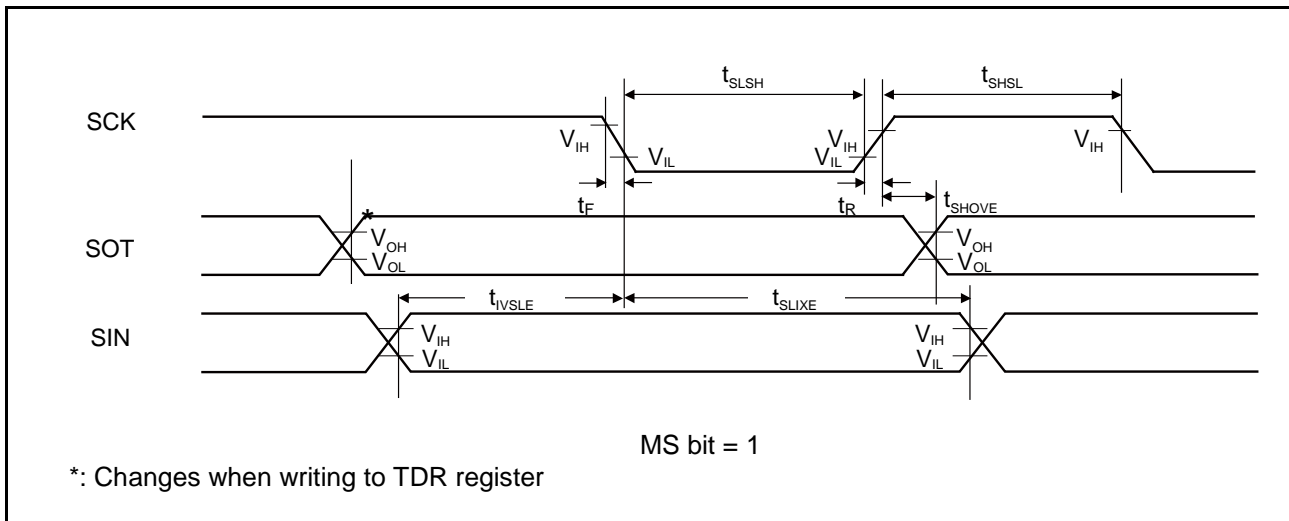 tSLSH tSHSL
SCK
VIH VIL VIH VIL VIH
tF tR tSHOVE
*
SOT
VOH VOL VOH VOL
tIVSLE tSLIXE
SIN
VIH VIL VIH VIL
MS bit = 1
*: Changes when writing to TDR register